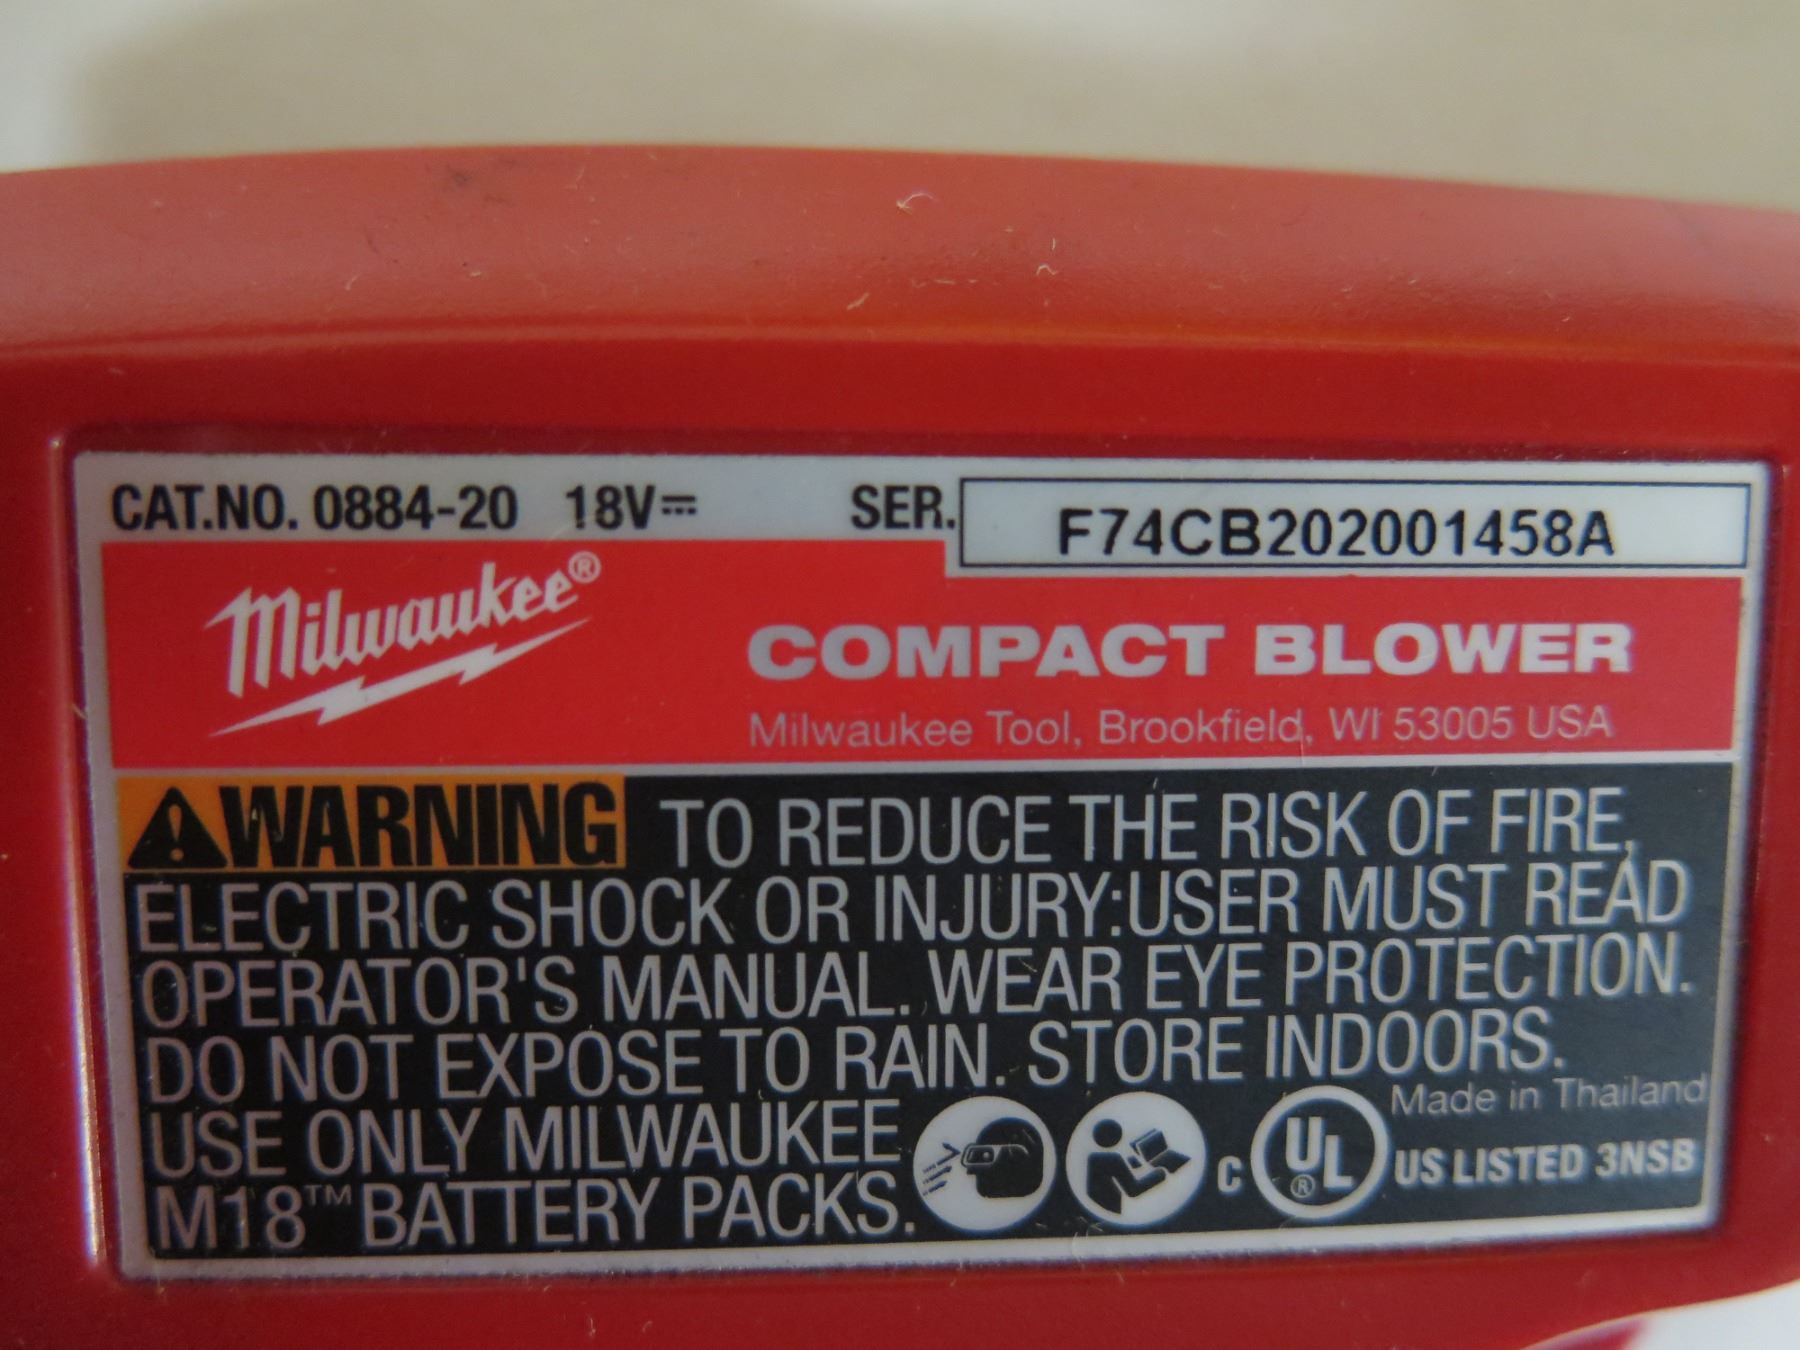 CAT.NO. 0884-20 18V⎓ SER. F74CB202001458A
Milwaukee®
COMPACT BLOWER
Milwaukee Tool, Brookfield, WI 53005 USA
WARNING TO REDUCE THE RISK OF FIRE,
ELECTRIC SHOCK OR INJURY:USER MUST READ
OPERATOR'S MANUAL. WEAR EYE PROTECTION.
DO NOT EXPOSE TO RAIN. STORE INDOORS.
USE ONLY MILWAUKEE
M18™ BATTERY PACKS.
Made in Thailand
C UL® US LISTED 3NSB